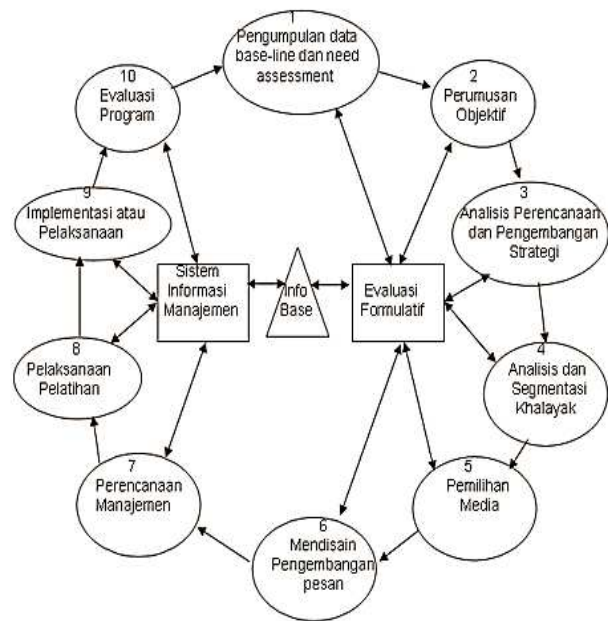 1
Pengumpulan data
base-line dan need
assessment
2
Perumusan
Objektif
3
Analisis Perencanaan
dan Pengembangan
Strategi
4
Analisis dan
Segmentasi
Khalayak
5
Pemilihan
Media
6
Mendisain
Pengembangan
pesan
7
Perencanaan
Manajemen
8
Pelaksanaan
Pelatihan
9
Implementasi atau
Pelaksanaan
10
Evaluasi
Program
Sistem
Informasi
Manajemen
Info
Base
Evaluasi
Formulatif